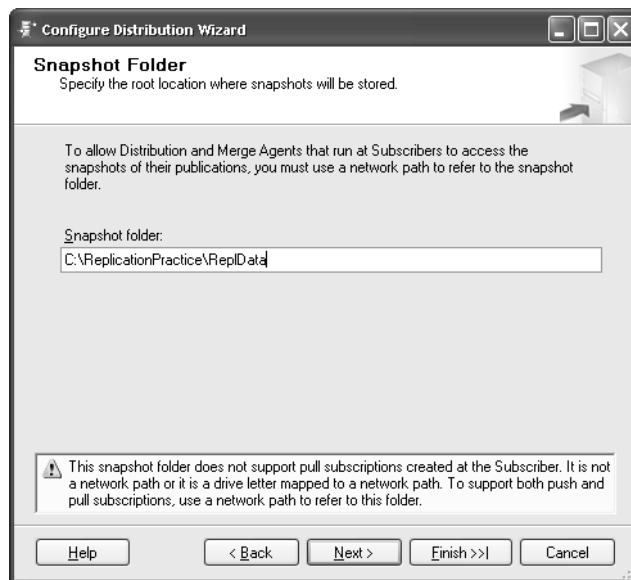 Configure Distribution Wizard
Snapshot Folder
Specify the root location where snapshots will be stored.
To allow Distribution and Merge Agents that run at Subscribers to access the
snapshots of their publications, you must use a network path to refer to the snapshot
folder.
Snapshot folder:
C:\ReplicationPractice\ReplData
This snapshot folder does not support pull subscriptions created at the Subscriber. It is not
a network path or it is a drive letter mapped to a network path. To support both push and
pull subscriptions, use a network path to refer to this folder.
Help
< Back
Next >
Finish >>|
Cancel